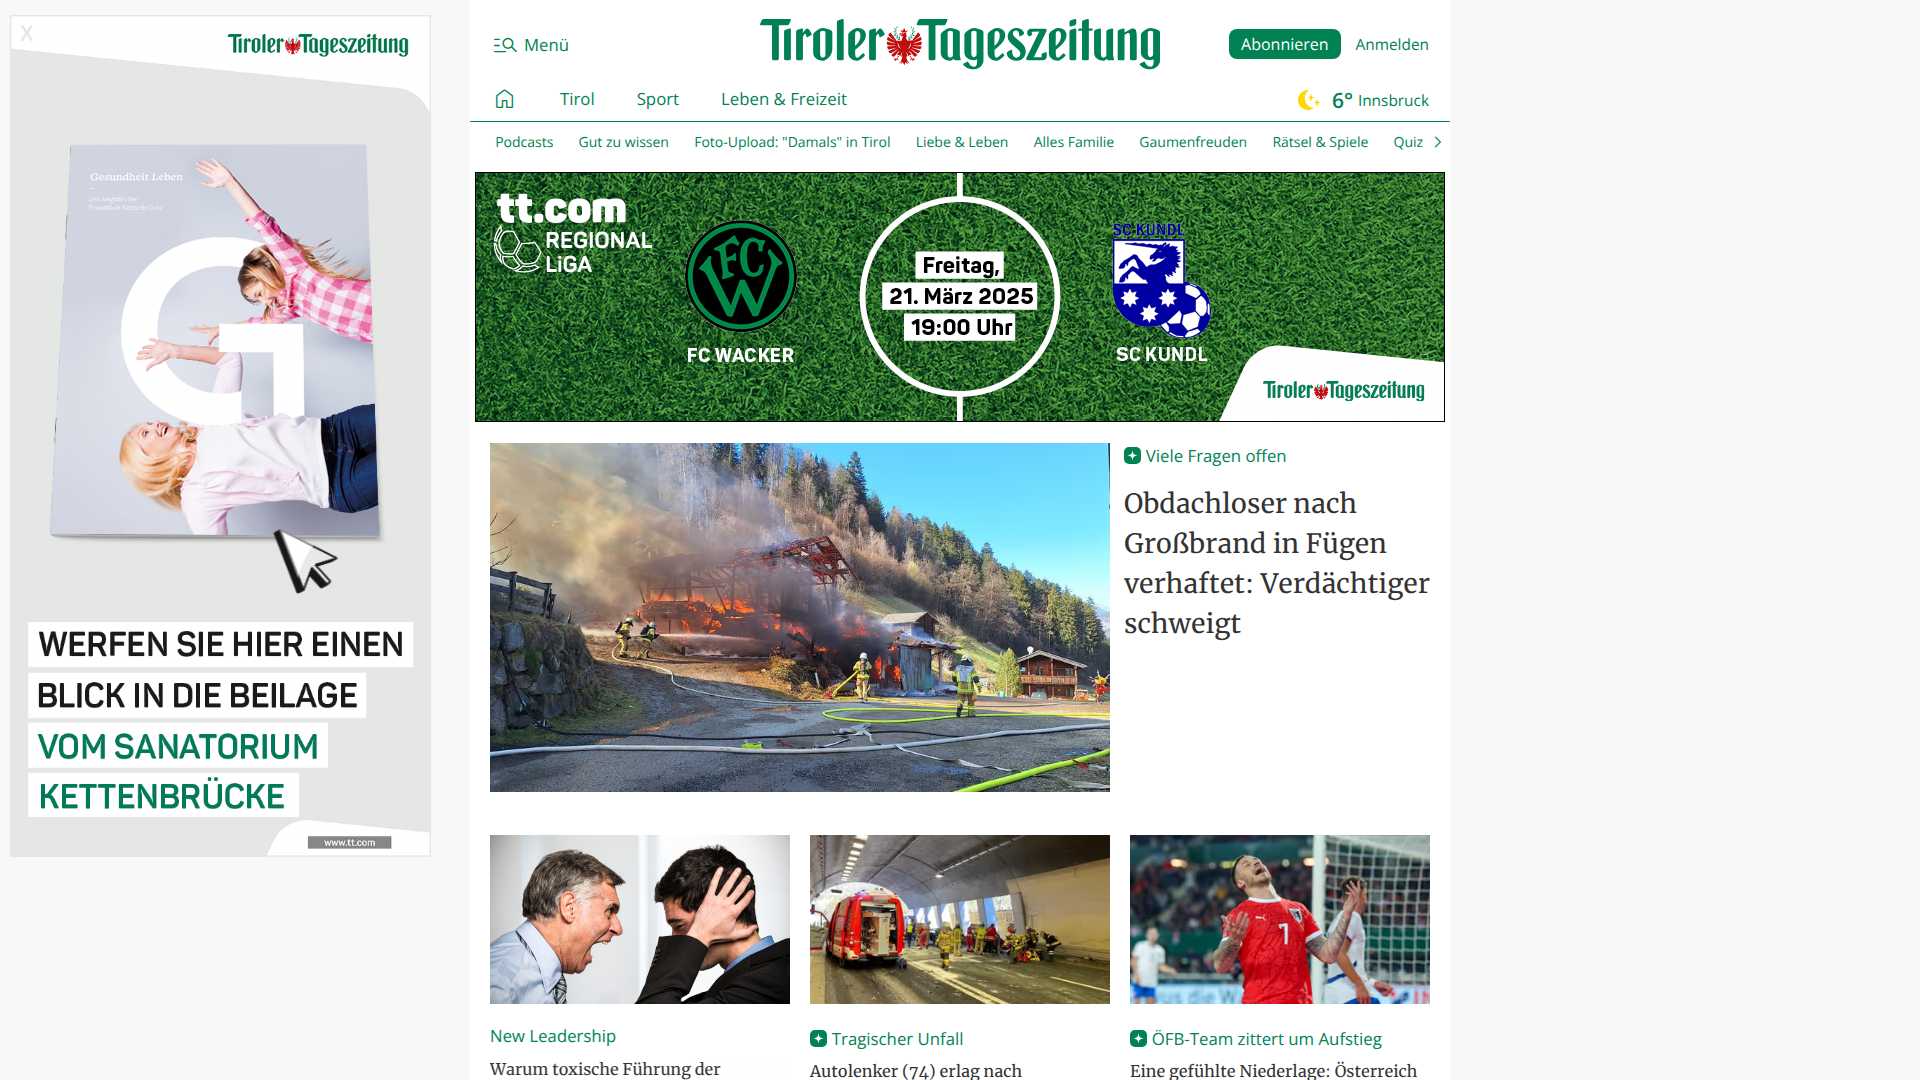 X
Tiroler Tageszeitung
Gesundheit Leben
WERFEN SIE HIER EINEN
BLICK IN DIE BEILAGE
VOM SANATORIUM
KETTENBRÜCKE
www.tt.com
Menü
Tiroler Tageszeitung
Abonnieren
Anmelden
Tirol
Sport
Leben & Freizeit
6° Innsbruck
Podcasts
Gut zu wissen
Foto-Upload: "Damals" in Tirol
Liebe & Leben
Alles Familie
Gaumenfreuden
Rätsel & Spiele
Quiz
tt.com
REGIONAL
LiGA
FCW
FC WACKER
Freitag,
21. März 2025
19:00 Uhr
SC KUNDL
SC KUNDL
Tiroler Tageszeitung
Viele Fragen offen
Obdachloser nach
Großbrand in Fügen
verhaftet: Verdächtiger
schweigt
7
New Leadership
Warum toxische Führung der
Tragischer Unfall
Autolenker (74) erlag nach
ÖFB-Team zittert um Aufstieg
Eine gefühlte Niederlage: Österreich